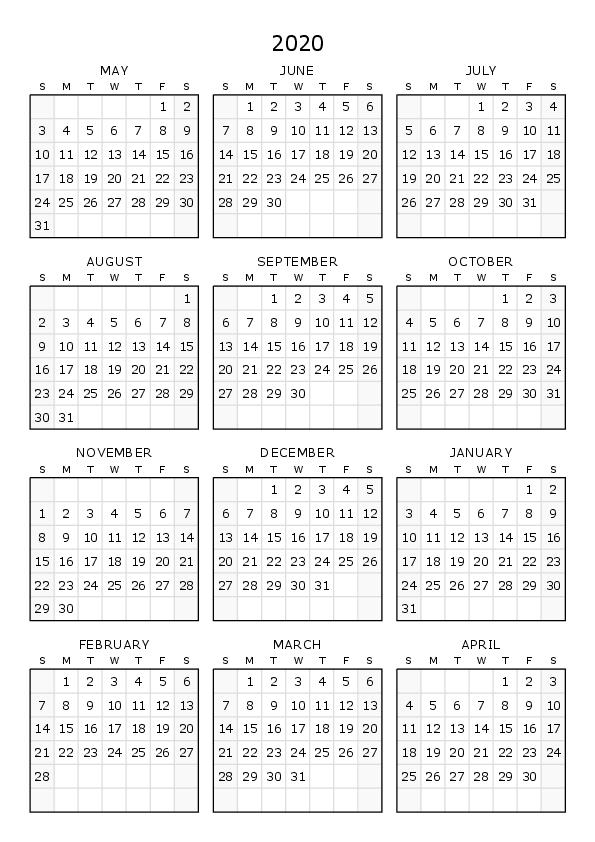 2020
MAY JUNE JULY
S M T W T F S S M T W T F S S M T W T F S
1 2 1 2 3 4 5 6 1 2 3 4
3 4 5 6 7 8 9 7 8 9 10 11 12 13 5 6 7 8 9 10 11
10 11 12 13 14 15 16 14 15 16 17 18 19 20 12 13 14 15 16 17 18
17 18 19 20 21 22 23 21 22 23 24 25 26 27 19 20 21 22 23 24 25
24 25 26 27 28 29 30 28 29 30 26 27 28 29 30 31
31
AUGUST SEPTEMBER OCTOBER
S M T W T F S S M T W T F S S M T W T F S
1 1 2 3 4 5 1 2 3
2 3 4 5 6 7 8 6 7 8 9 10 11 12 4 5 6 7 8 9 10
9 10 11 12 13 14 15 13 14 15 16 17 18 19 11 12 13 14 15 16 17
16 17 18 19 20 21 22 20 21 22 23 24 25 26 18 19 20 21 22 23 24
23 24 25 26 27 28 29 27 28 29 30 25 26 27 28 29 30 31
30 31
NOVEMBER DECEMBER JANUARY
S M T W T F S S M T W T F S S M T W T F S
1 2 3 4 5 1 2
1 2 3 4 5 6 7 6 7 8 9 10 11 12 3 4 5 6 7 8 9
8 9 10 11 12 13 14 13 14 15 16 17 18 19 10 11 12 13 14 15 16
15 16 17 18 19 20 21 20 21 22 23 24 25 26 17 18 19 20 21 22 23
22 23 24 25 26 27 28 27 28 29 30 31 24 25 26 27 28 29 30
29 30 31
FEBRUARY MARCH APRIL
S M T W T F S S M T W T F S S M T W T F S
1 2 3 4 5 6 1 2 3 4 5 6 1 2 3
7 8 9 10 11 12 13 7 8 9 10 11 12 13 4 5 6 7 8 9 10
14 15 16 17 18 19 20 14 15 16 17 18 19 20 11 12 13 14 15 16 17
21 22 23 24 25 26 27 21 22 23 24 25 26 27 18 19 20 21 22 23 24
28 28 29 30 31 25 26 27 28 29 30